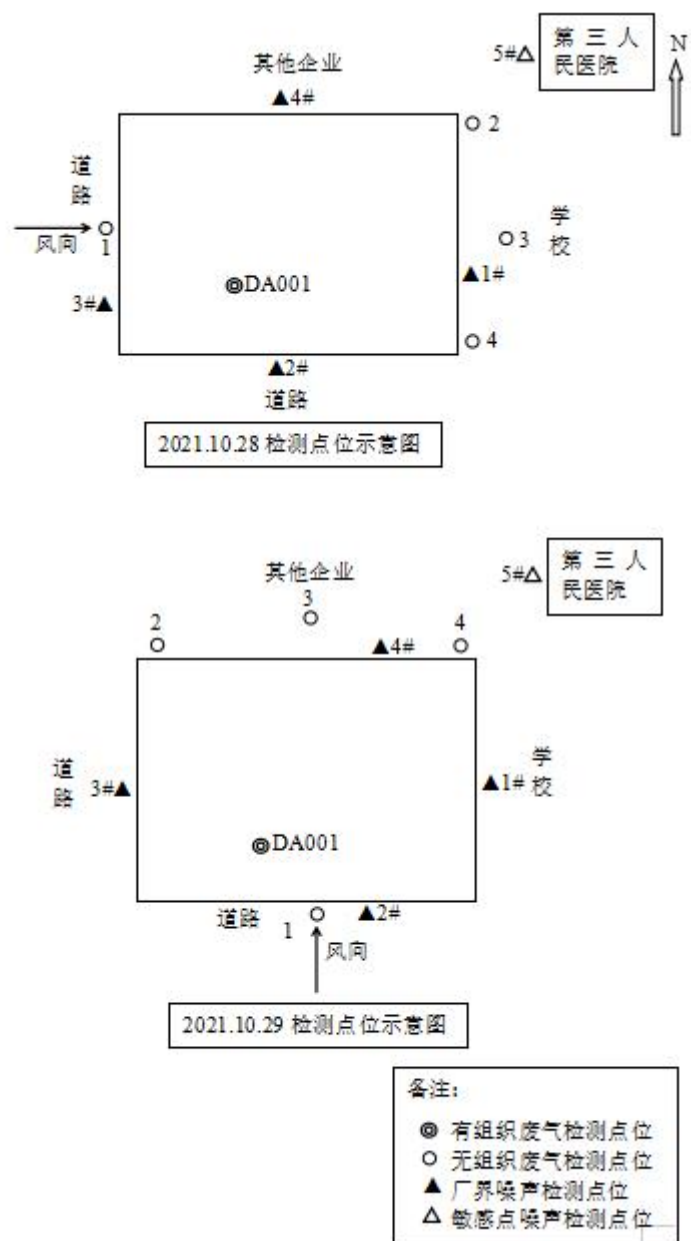 第三人
民医院
5#△
N
其他企业
▲4#
○ 2
道
路
风向
○
1
学
校
○ 3
▲1#
◎DA001
3#▲
○ 4
▲2#
道路
2021.10.28 检测点位示意图
第三人
民医院
5#△
其他企业
3
○
2
○
4
○
▲4#
道
路
3#▲
学
校
▲1#
◎DA001
道路
1
○
▲2#
风向
2021.10.29 检测点位示意图
备注：
◎ 有组织废气检测点位
○ 无组织废气检测点位
▲ 厂界噪声检测点位
△ 敏感点噪声检测点位